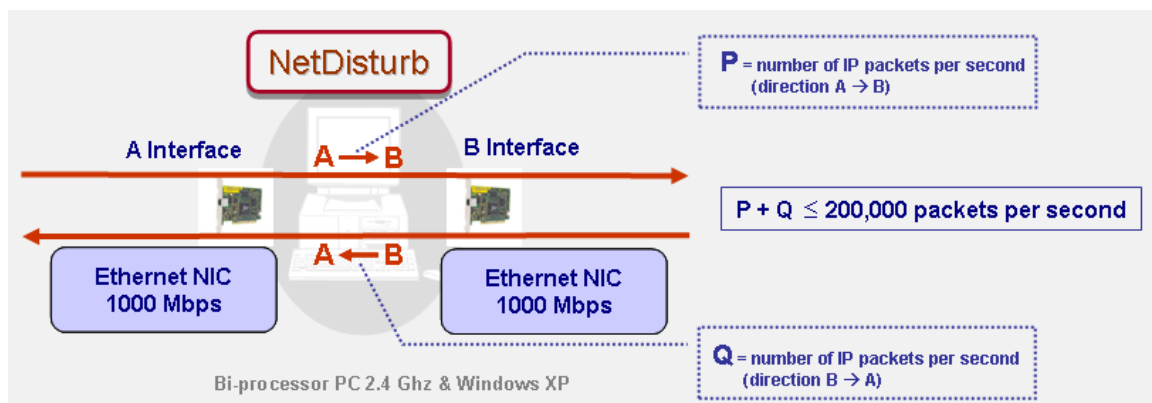 NetDisturb
P = number of IP packets per second
(direction A → B)
A Interface
A → B
B Interface
P + Q ≤ 200,000 packets per second
A ← B
Ethernet NIC
1000 Mbps
Ethernet NIC
1000 Mbps
Q = number of IP packets per second
(direction B → A)
Bi-processor PC 2.4 Ghz & Windows XP